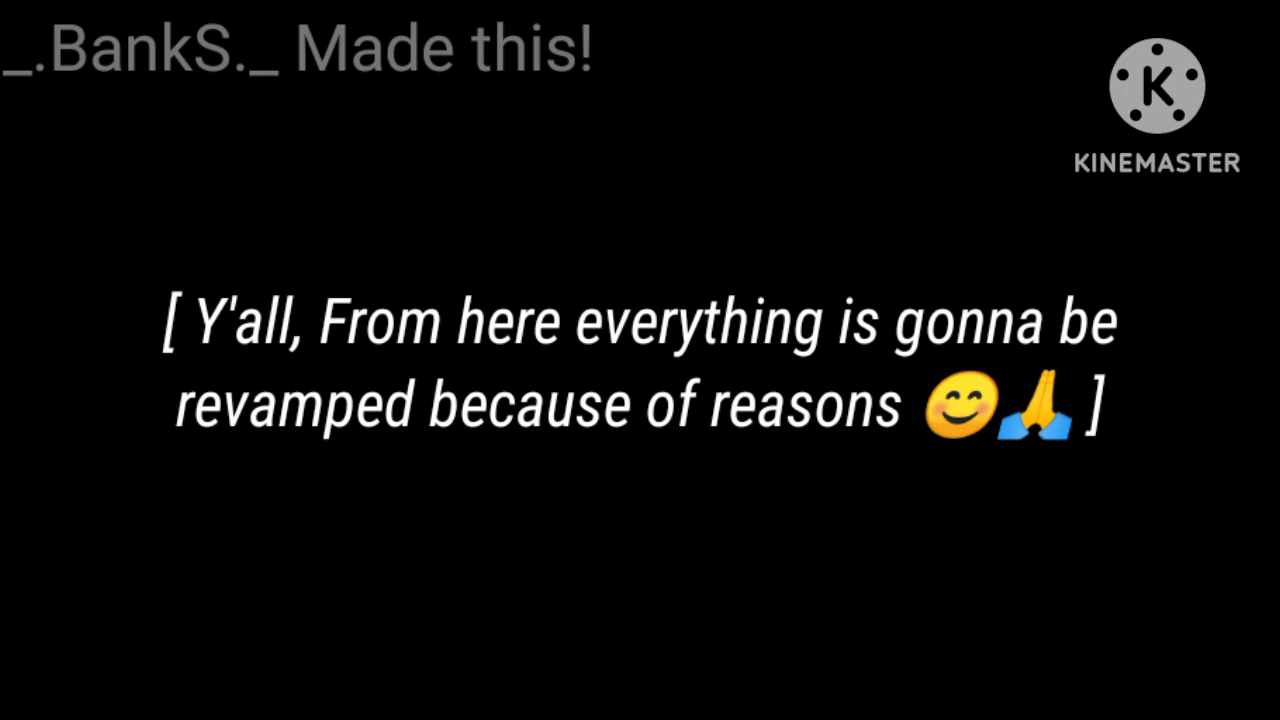 _.BankS._ Made this!
K
KINEMASTER
[ Y'all, From here everything is gonna be
revamped because of reasons 😊🙏 ]